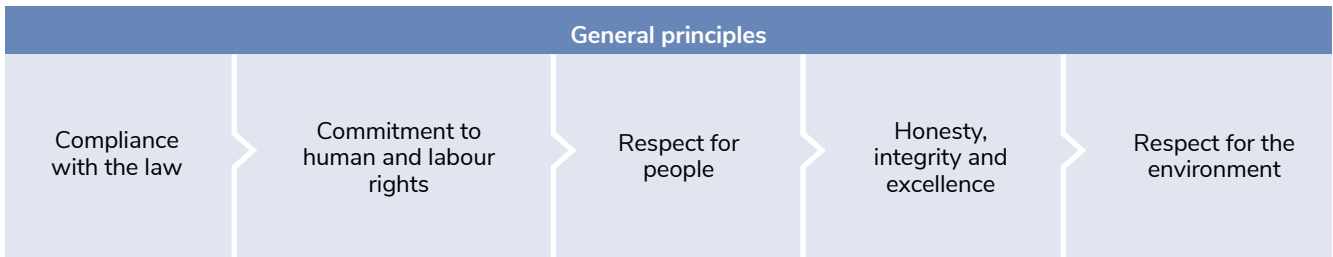 General principles
Compliance
with the law
Commitment to
human and labour
rights
Respect for
people
Honesty,
integrity and
excellence
Respect for the
environment